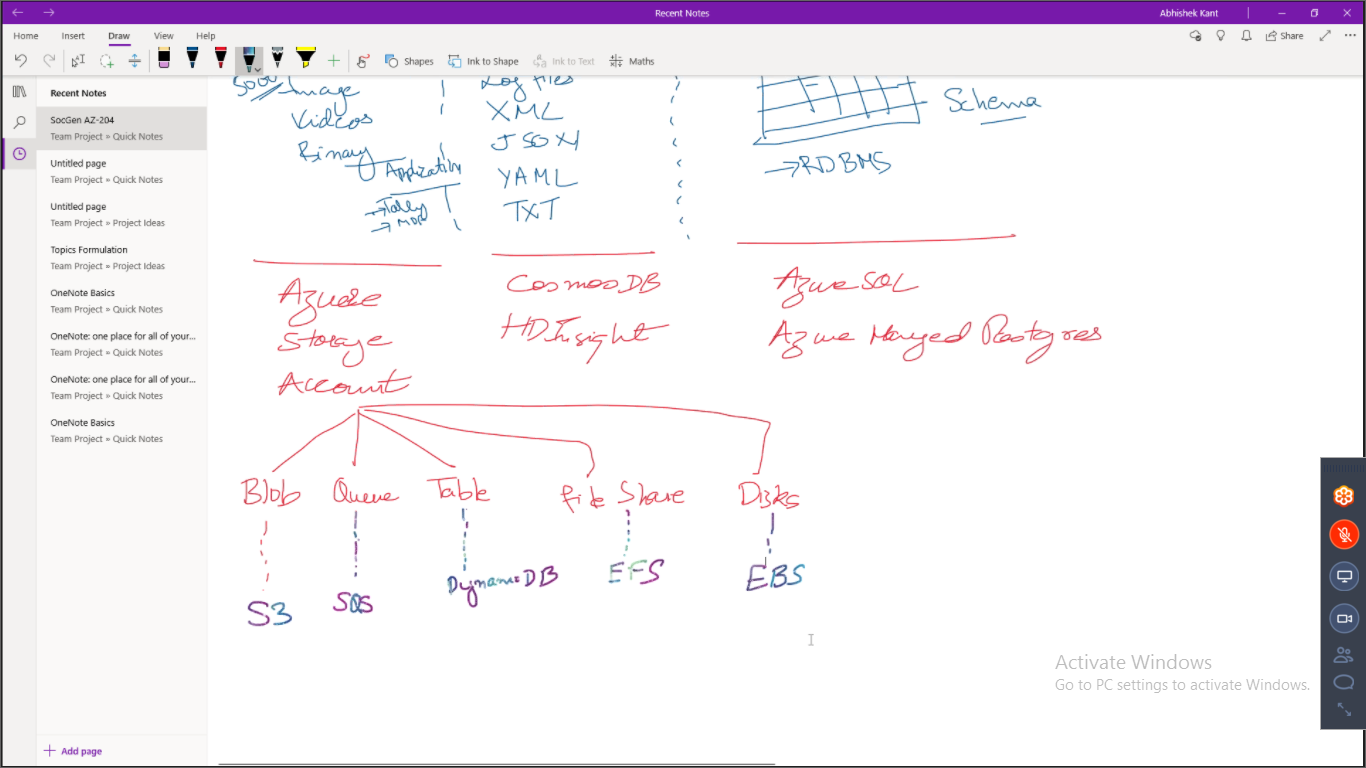 Recent Notes
Abhishek Kant
Home Insert Draw View Help
Share
Shapes Ink to Shape Ink to Text Maths
Recent Notes
SocGen AZ-204
Team Project » Quick Notes
Untitled page
Team Project » Quick Notes
Untitled page
Team Project » Project Ideas
Topics Formulation
Team Project » Project Ideas
OneNote Basics
Team Project » Quick Notes
OneNote: one place for all of your...
Team Project » Quick Notes
OneNote: one place for all of your...
Team Project » Quick Notes
OneNote Basics
Team Project » Quick Notes
Add page
Image
Videos
Binary
Application
→Tally
Log files
XML
JSON
YAML
TXT
Schema
→RDBMS
Azure
Storage
Account
CosmosDB
HDInsight
Azure SQL
Azure Managed Postgres
Blob Queue Table File Share Disks
S3 SQS DynamoDB EFS EBS
Activate Windows
Go to PC settings to activate Windows.